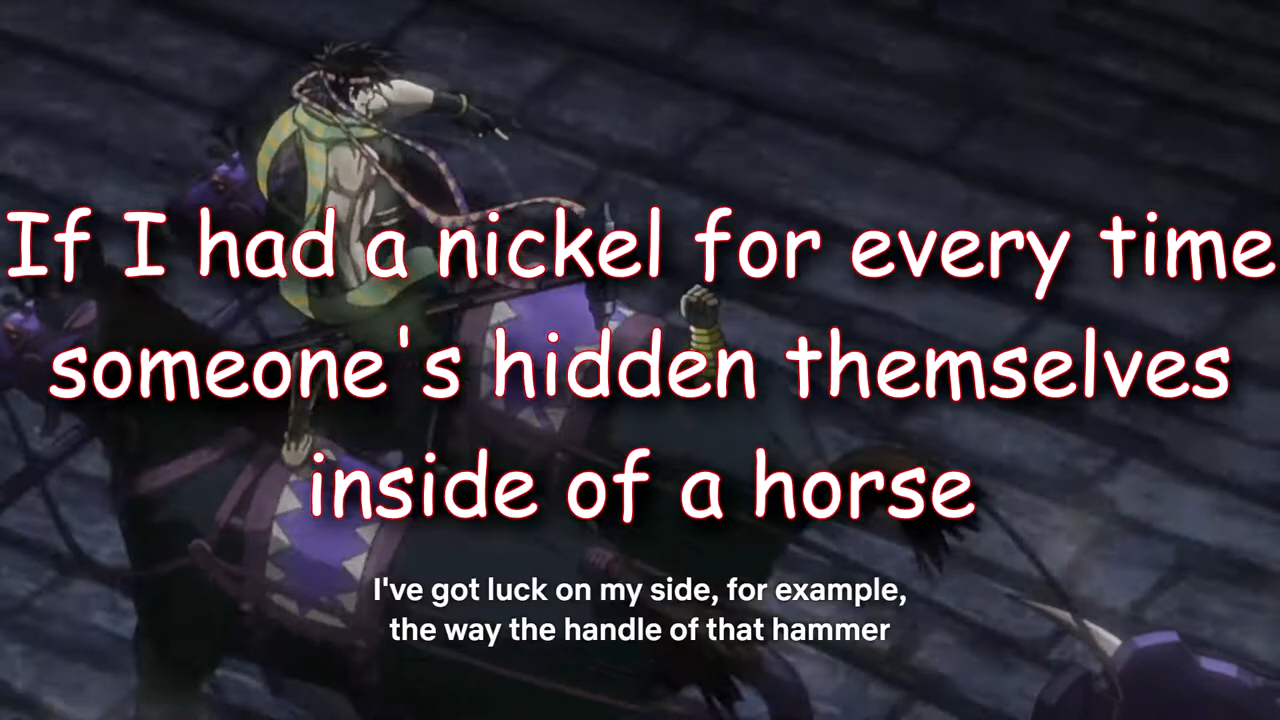 If I had a nickel for every time
someone's hidden themselves
inside of a horse
I've got luck on my side, for example,
the way the handle of that hammer